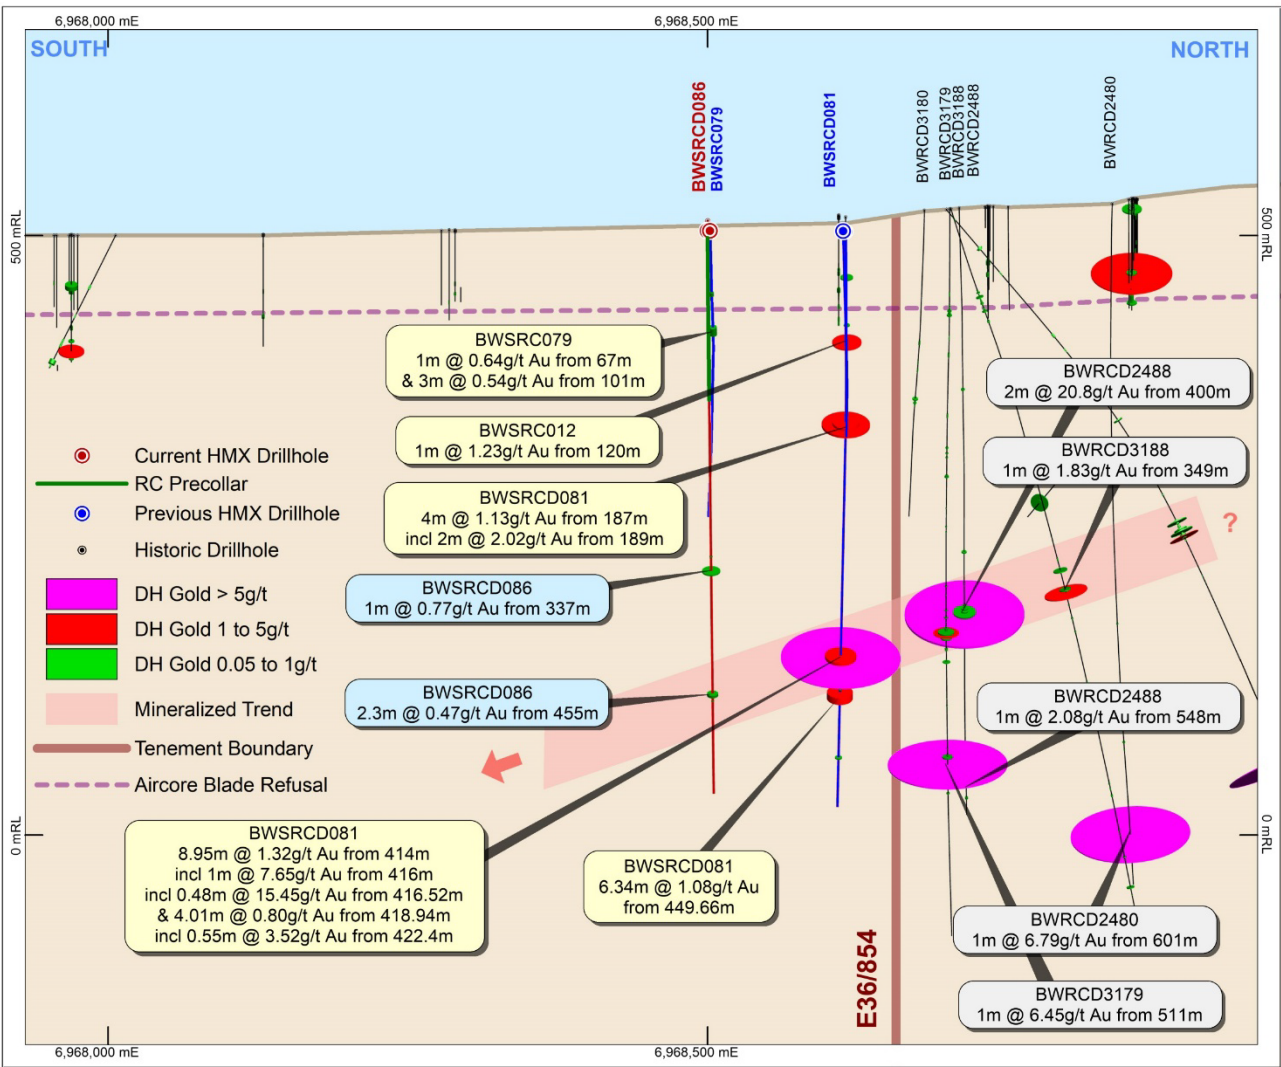 6,968,000 mE
6,968,500 mE
SOUTH
NORTH
BWSRCD086
BWSRC079
BWSRCD081
BWRCD3180
BWRCD3179
BWRCD3188
BWRCD2488
BWRCD2480
500 mRL
500 mRL
BWSRC079
1m @ 0.64g/t Au from 67m
& 3m @ 0.54g/t Au from 101m
BWSRC012
1m @ 1.23g/t Au from 120m
BWSRCD081
4m @ 1.13g/t Au from 187m
incl 2m @ 2.02g/t Au from 189m
BWSRCD086
1m @ 0.77g/t Au from 337m
BWSRCD086
2.3m @ 0.47g/t Au from 455m
BWRCD2488
2m @ 20.8g/t Au from 400m
BWRCD3188
1m @ 1.83g/t Au from 349m
?
BWRCD2488
1m @ 2.08g/t Au from 548m
Current HMX Drillhole
RC Precollar
Previous HMX Drillhole
Historic Drillhole
DH Gold > 5g/t
DH Gold 1 to 5g/t
DH Gold 0.05 to 1g/t
Mineralized Trend
Tenement Boundary
Aircore Blade Refusal
0 mRL
0 mRL
BWSRCD081
8.95m @ 1.32g/t Au from 414m
incl 1m @ 7.65g/t Au from 416m
incl 0.48m @ 15.45g/t Au from 416.52m
& 4.01m @ 0.80g/t Au from 418.94m
incl 0.55m @ 3.52g/t Au from 422.4m
BWSRCD081
6.34m @ 1.08g/t Au
from 449.66m
E36/854
BWRCD2480
1m @ 6.79g/t Au from 601m
BWRCD3179
1m @ 6.45g/t Au from 511m
6,968,000 mE
6,968,500 mE